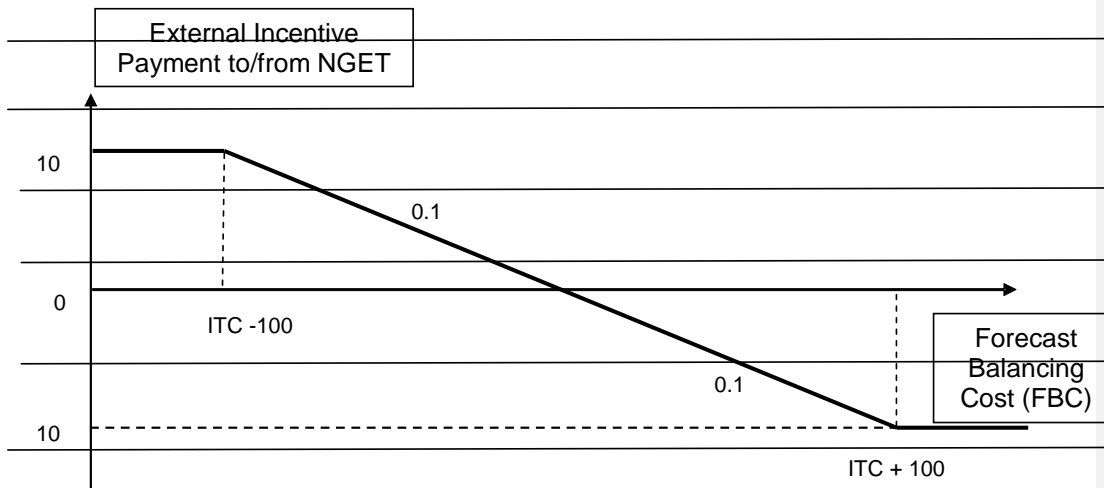 External Incentive
Payment to/from NGET
10
0.1
0
ITC -100
Forecast
Balancing
Cost (FBC)
0.1
10
ITC + 100